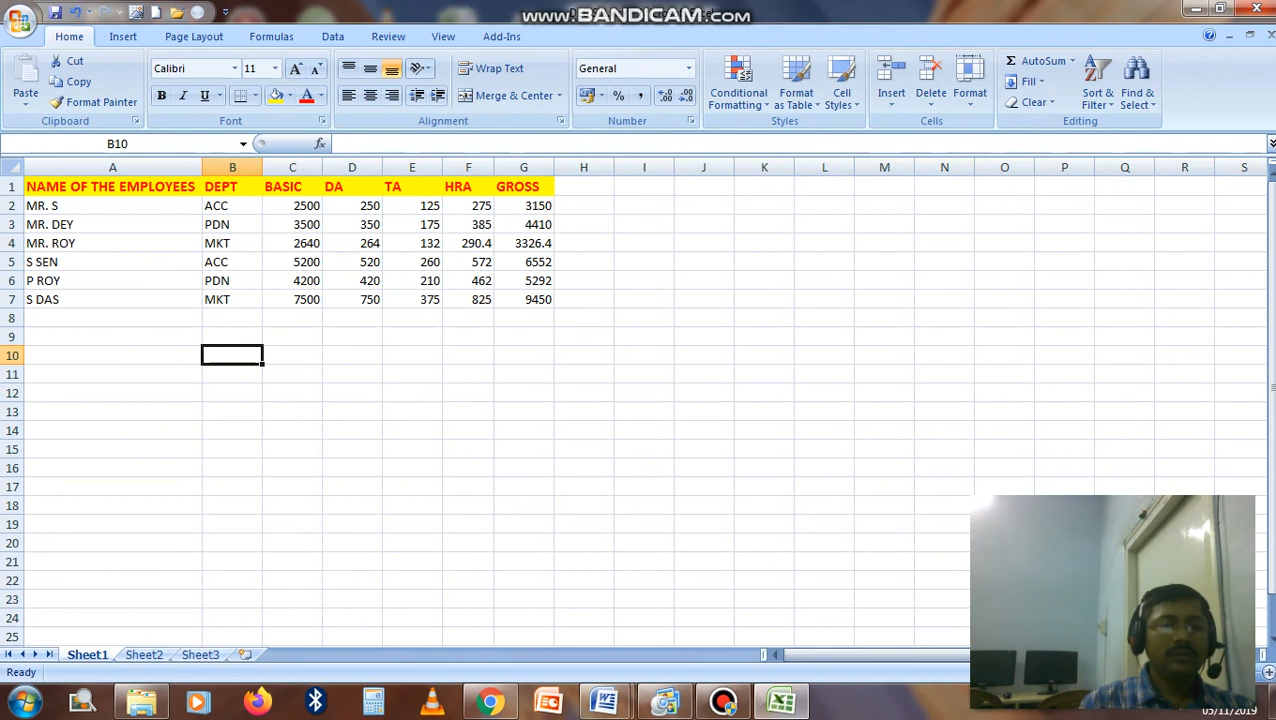 www.BANDICAM.com
Home Insert Page Layout Formulas Data Review View Add-Ins
Cut
Copy
Format Painter
Paste
Clipboard
Calibri 11
B I U
Font
Wrap Text
Merge & Center
Alignment
General
% ,
Number
Conditional Formatting
Format as Table
Cell Styles
Styles
Insert Delete Format
Cells
Σ AutoSum
Fill
Clear
Sort & Filter
Find & Select
Editing
B10 fx
A B C D E F G H I J K L M N O P Q R S
1 NAME OF THE EMPLOYEES DEPT BASIC DA TA HRA GROSS
2 MR. S ACC 2500 250 125 275 3150
3 MR. DEY PDN 3500 350 175 385 4410
4 MR. ROY MKT 2640 264 132 290.4 3326.4
5 S SEN ACC 5200 520 260 572 6552
6 P ROY PDN 4200 420 210 462 5292
7 S DAS MKT 7500 750 375 825 9450
8
9
10
11
12
13
14
15
16
17
18
19
20
21
22
23
24
25
Sheet1 Sheet2 Sheet3
Ready
05/11/2019